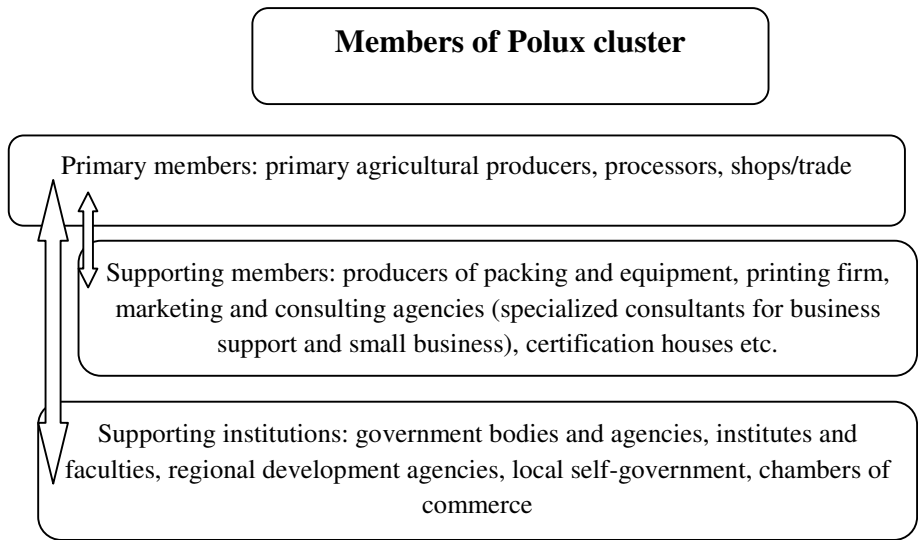 Members of Polux cluster
Primary members: primary agricultural producers, processors, shops/trade
Supporting members: producers of packing and equipment, printing firm,
marketing and consulting agencies (specialized consultants for business
support and small business), certification houses etc.
Supporting institutions: government bodies and agencies, institutes and
faculties, regional development agencies, local self-government, chambers of
commerce